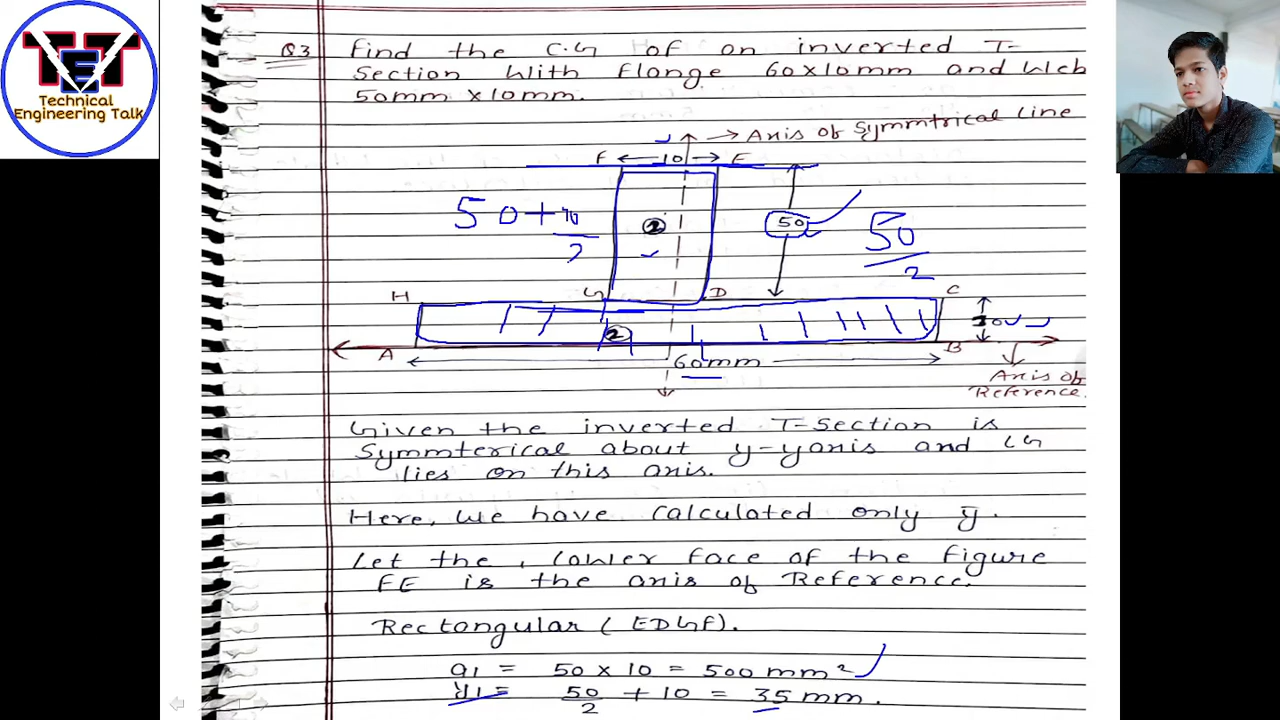 TET
Technical
Engineering Talk
Q3 Find the C.G of an inverted T-
Section With Flange 60x10mm and Web
50mm x10mm.
Axis of Symmtrical Line
F 10 E
50+10/2
2
50
50/2
H G D C
2
10
A 60mm B
Axis of
Reference.
Given the inverted T-Section is
Symmterical about y-yaxis and CG
lies on this axis.
Here, we have calculated only ȳ.
Let the, lower face of the figure
FE is the axis of Reference.
Rectangular (EDGF).
a1 = 50 x 10 = 500 mm²
y1 = 50/2 + 10 = 35 mm.